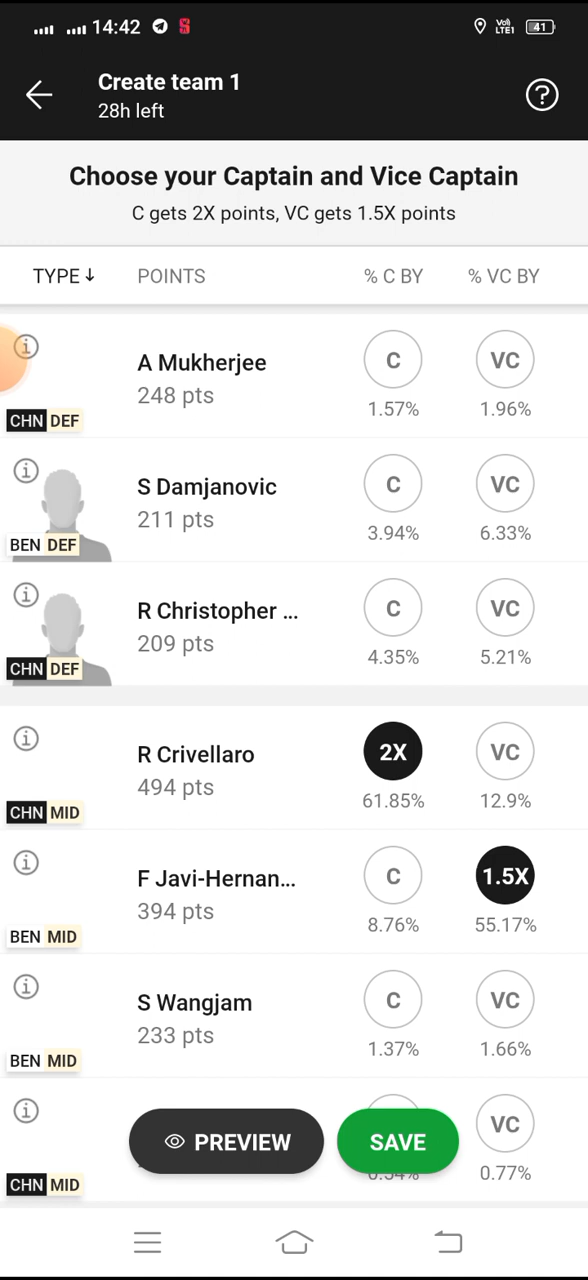 14:42 VoⓁ LTE1 41
Create team 1
28h left
Choose your Captain and Vice Captain
C gets 2X points, VC gets 1.5X points
TYPE↓ POINTS % C BY % VC BY
A Mukherjee C VC
248 pts 1.57% 1.96%
CHN DEF
S Damjanovic C VC
211 pts 3.94% 6.33%
BEN DEF
R Christopher ... C VC
209 pts 4.35% 5.21%
CHN DEF
R Crivellaro 2X VC
494 pts 61.85% 12.9%
CHN MID
F Javi-Hernan... C 1.5X
394 pts 8.76% 55.17%
BEN MID
S Wangjam C VC
233 pts 1.37% 1.66%
BEN MID
PREVIEW SAVE VC
0.77%
CHN MID